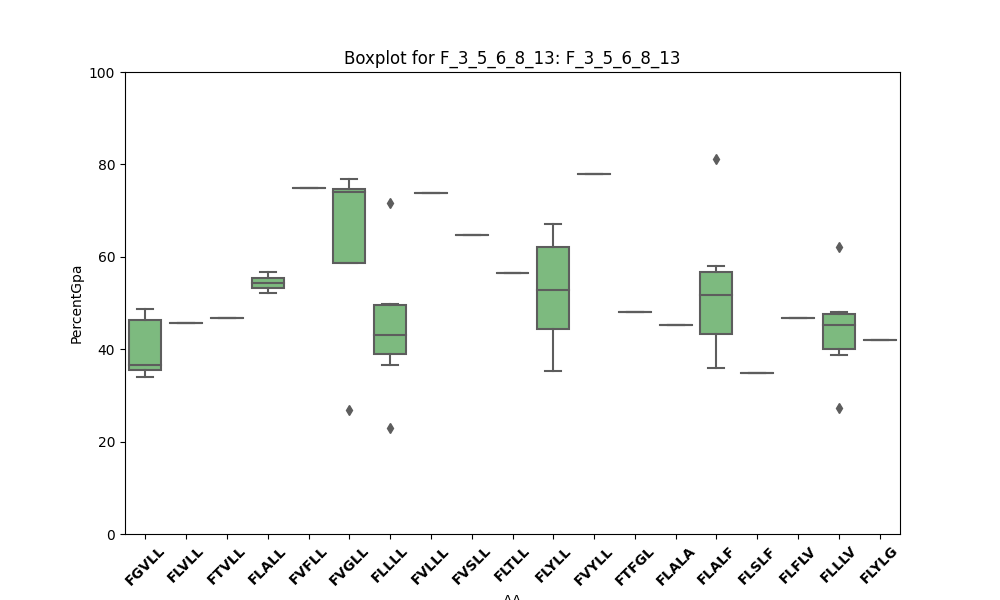 Boxplot for F_3_5_6_8_13: F_3_5_6_8_13
100
80
60
40
20
0
PercentGpa
FGVLL FLVLL FTVLL FLALL FVFLL FVGLL FLLLL FVLLL FVSLL FLTLL FLYLL FVYLL FTFGL FLALA FLALF FLSLF FLFLV FLLLV FLYLG
AA